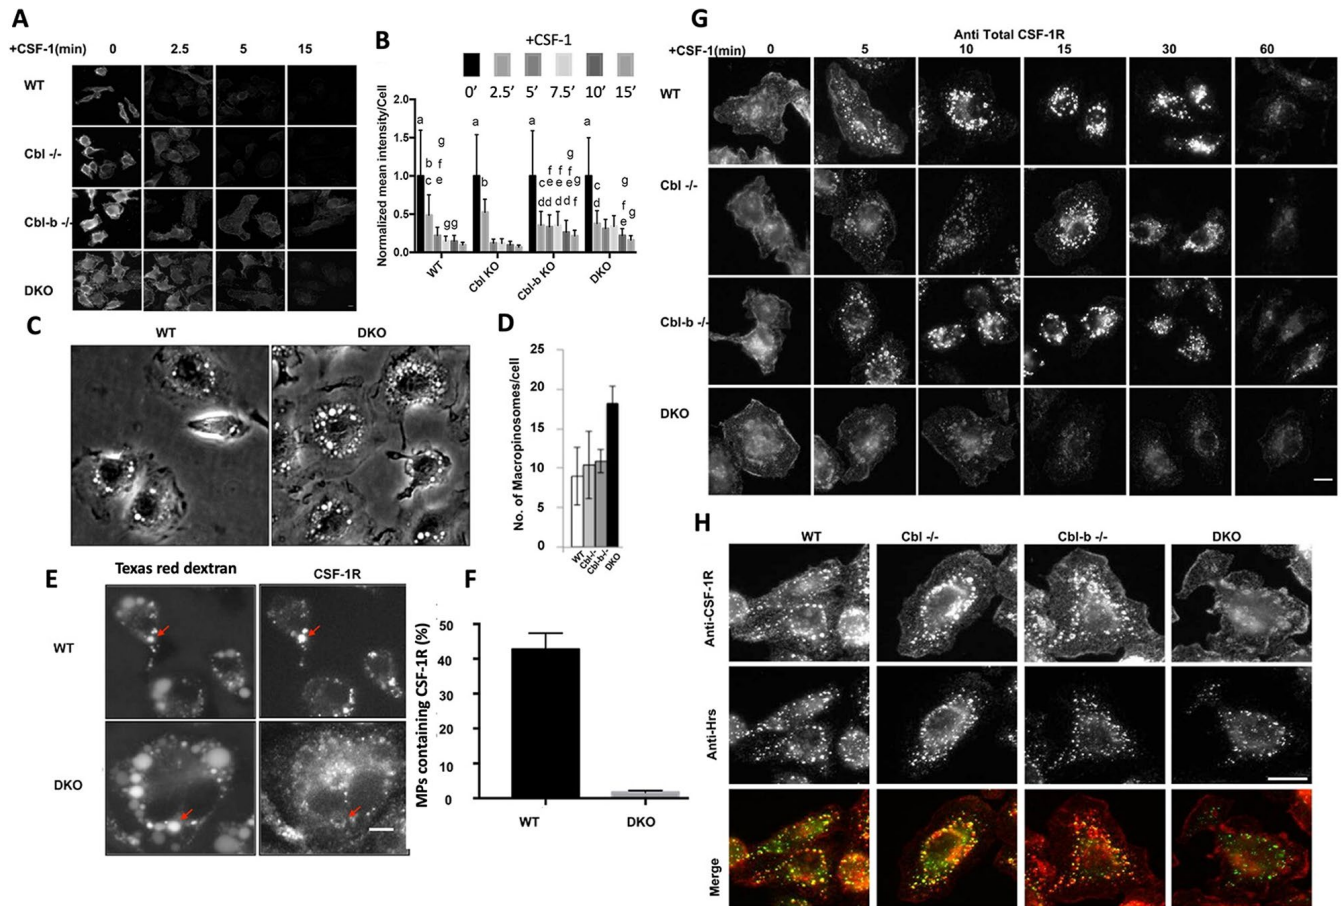 A
+CSF-1(min) 0 2.5 5 15
WT
Cbl -/-
Cbl-b -/-
DKO
B
+CSF-1
0’ 2.5’ 5’ 7.5’ 10’ 15’
Normalized mean intensity/Cell
2.0
1.5
1.0
0.5
0.0
a a a a
b
c
g
f
e
gg
b
c
d
f
e
d
f
e
d
g
f
e
d
g
f
c
d
g
f
e
g
WT Cbl KO Cbl-b KO DKO
C
WT DKO
D
No. of Macropinosomes/cell
25
20
15
10
5
0
WT Cbl-/- Cbl-b-/- DKO
E
Texas red dextran CSF-1R
WT
DKO
F
MPs containing CSF-1R (%)
50
40
30
20
10
0
WT DKO
G
Anti Total CSF-1R
+CSF-1(min) 0 5 10 15 30 60
WT
Cbl -/-
Cbl-b -/-
DKO
H
WT Cbl -/- Cbl-b -/- DKO
Anti-CSF-1R
Anti-Hrs
Merge